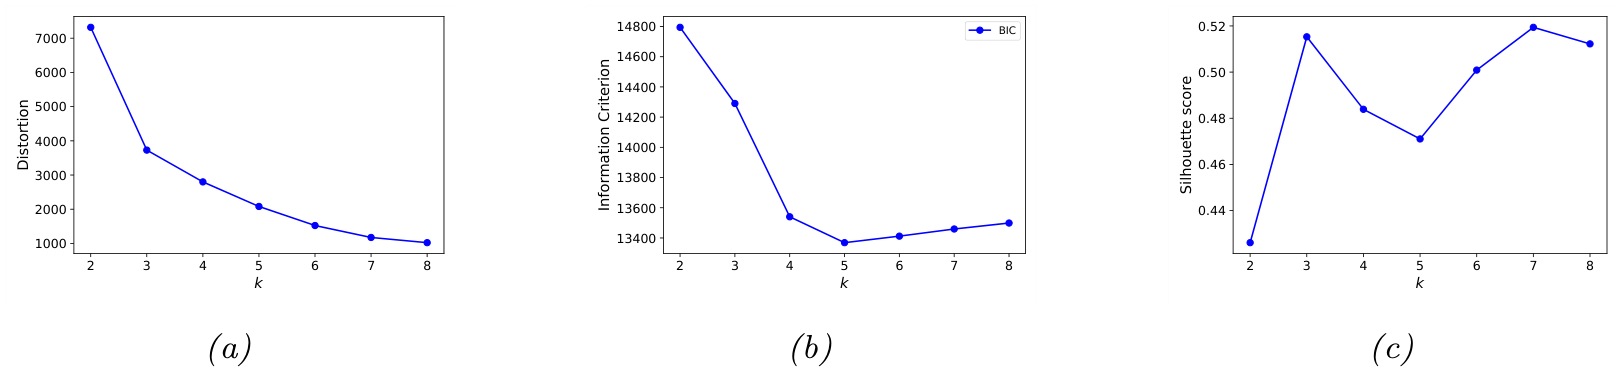 Distortion
7000
6000
5000
4000
3000
2000
1000
2 3 4 5 6 7 8
k
(a)
Information Criterion
14800
14600
14400
14200
14000
13800
13600
13400
BIC
2 3 4 5 6 7 8
k
(b)
Silhouette score
0.52
0.50
0.48
0.46
0.44
2 3 4 5 6 7 8
k
(c)